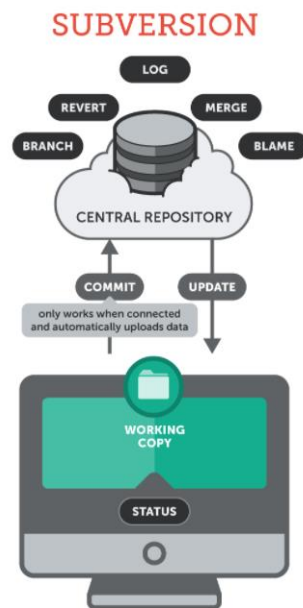 SUBVERSION
LOG
REVERT
MERGE
BRANCH
BLAME
CENTRAL REPOSITORY
COMMIT
UPDATE
only works when connected
and automatically uploads data
WORKING
COPY
STATUS